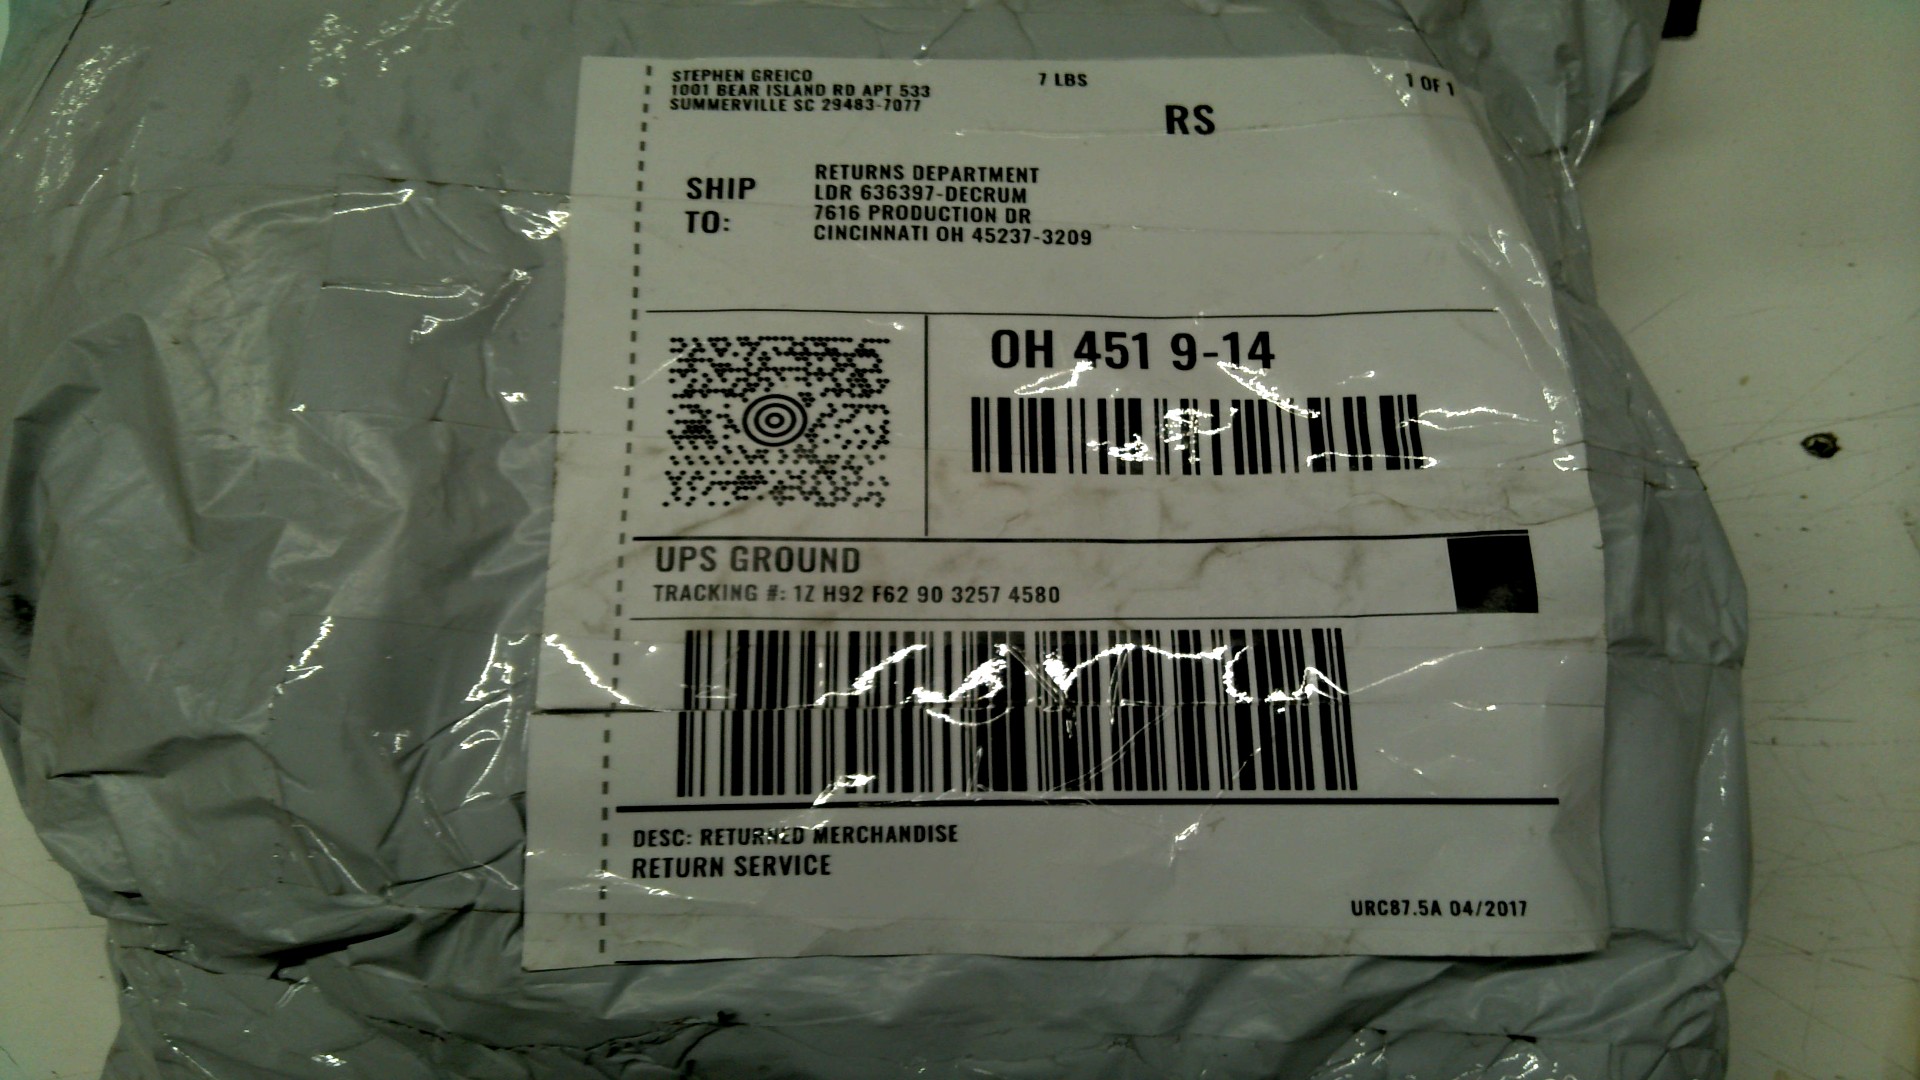 STEPHEN GREICO
1001 BEAR ISLAND RD APT 533
SUMMERVILLE SC 29483-7077
7 LBS
1 OF 1
RS
SHIP TO:
RETURNS DEPARTMENT
LDR 636397-DECRUM
7616 PRODUCTION DR
CINCINNATI OH 45237-3209
OH 451 9-14
UPS GROUND
TRACKING #: 1Z H92 F62 90 3257 4580
DESC: RETURNED MERCHANDISE
RETURN SERVICE
URC87.5A 04/2017